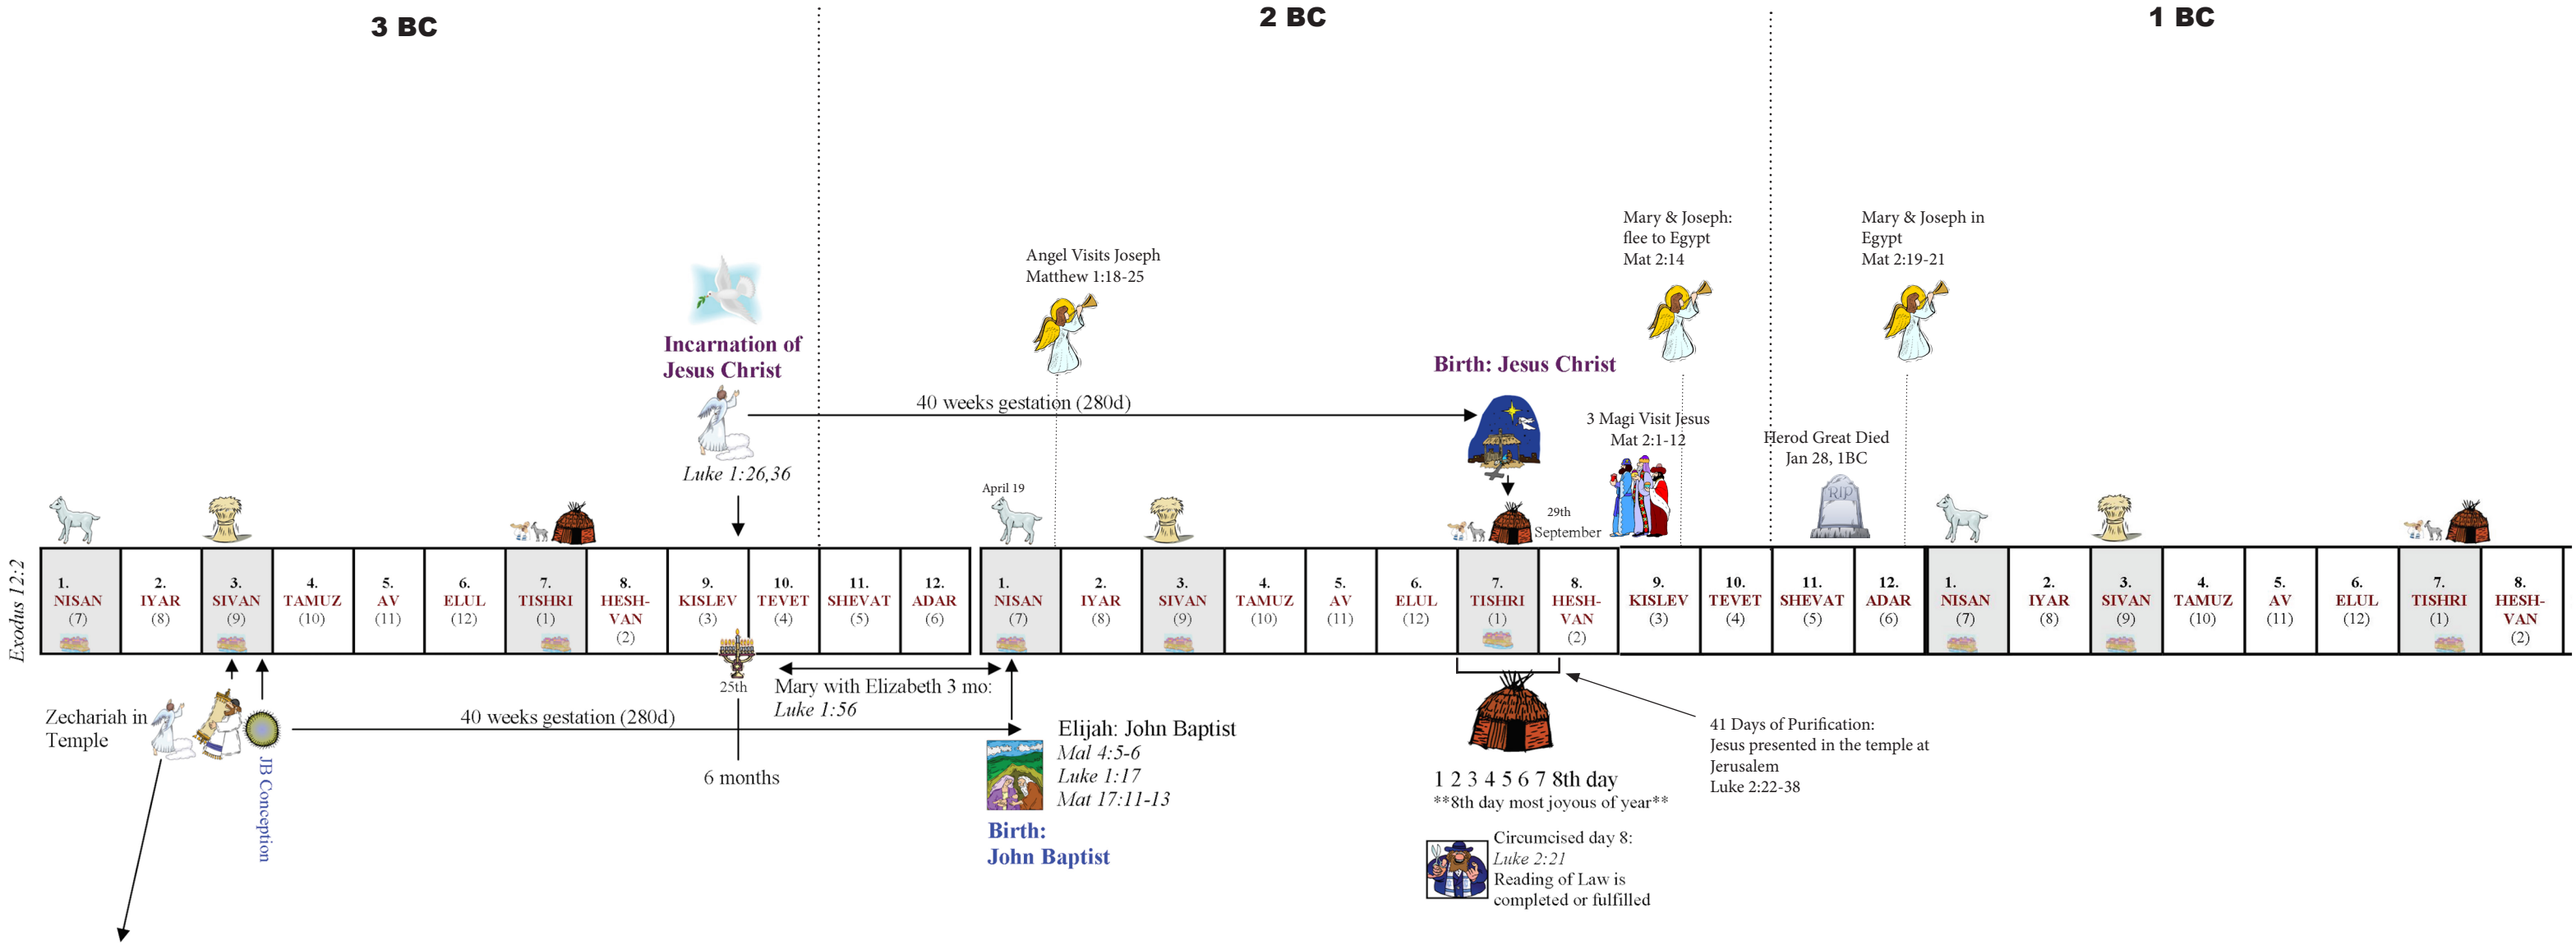 3 BC
2 BC
1 BC
Mary & Joseph:
flee to Egypt
Mat 2:14
Mary & Joseph in
Egypt
Mat 2:19-21
Angel Visits Joseph
Matthew 1:18-25
Incarnation of
Jesus Christ
Birth: Jesus Christ
40 weeks gestation (280d)
3 Magi Visit Jesus
Mat 2:1-12
Herod Great Died
Jan 28, 1BC
RIP
Luke 1:26,36
April 19
29th
September
Exodus 12:2
1.
NISAN
(7)
2.
IYAR
(8)
3.
SIVAN
(9)
4.
TAMUZ
(10)
5.
AV
(11)
6.
ELUL
(12)
7.
TISHRI
(1)
8.
HESH-
VAN
(2)
9.
KISLEV
(3)
10.
TEVET
(4)
11.
SHEVAT
(5)
12.
ADAR
(6)
1.
NISAN
(7)
2.
IYAR
(8)
3.
SIVAN
(9)
4.
TAMUZ
(10)
5.
AV
(11)
6.
ELUL
(12)
7.
TISHRI
(1)
8.
HESH-
VAN
(2)
9.
KISLEV
(3)
10.
TEVET
(4)
11.
SHEVAT
(5)
12.
ADAR
(6)
1.
NISAN
(7)
2.
IYAR
(8)
3.
SIVAN
(9)
4.
TAMUZ
(10)
5.
AV
(11)
6.
ELUL
(12)
7.
TISHRI
(1)
8.
HESH-
VAN
(2)
25th
Mary with Elizabeth 3 mo:
Luke 1:56
Zechariah in
Temple
40 weeks gestation (280d)
JB Conception
6 months
Elijah: John Baptist
Mal 4:5-6
Luke 1:17
Mat 17:11-13
Birth:
John Baptist
1 2 3 4 5 6 7 8th day
**8th day most joyous of year**
Circumcised day 8:
Luke 2:21
Reading of Law is
completed or fulfilled
41 Days of Purification:
Jesus presented in the temple at
Jerusalem
Luke 2:22-38